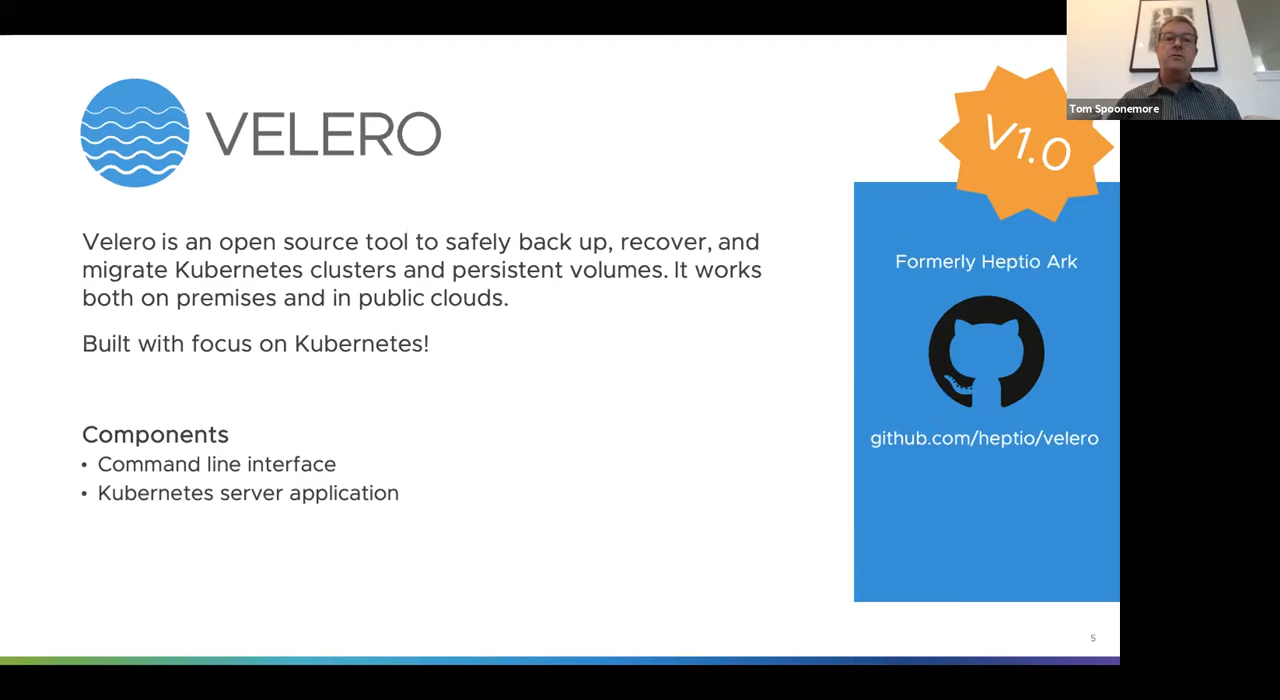 VELERO
Velero is an open source tool to safely back up, recover, and
migrate Kubernetes clusters and persistent volumes. It works
both on premises and in public clouds.
Built with focus on Kubernetes!
Components
• Command line interface
• Kubernetes server application
V1.0
Formerly Heptio Ark
github.com/heptio/velero
5
Tom Spoonemore